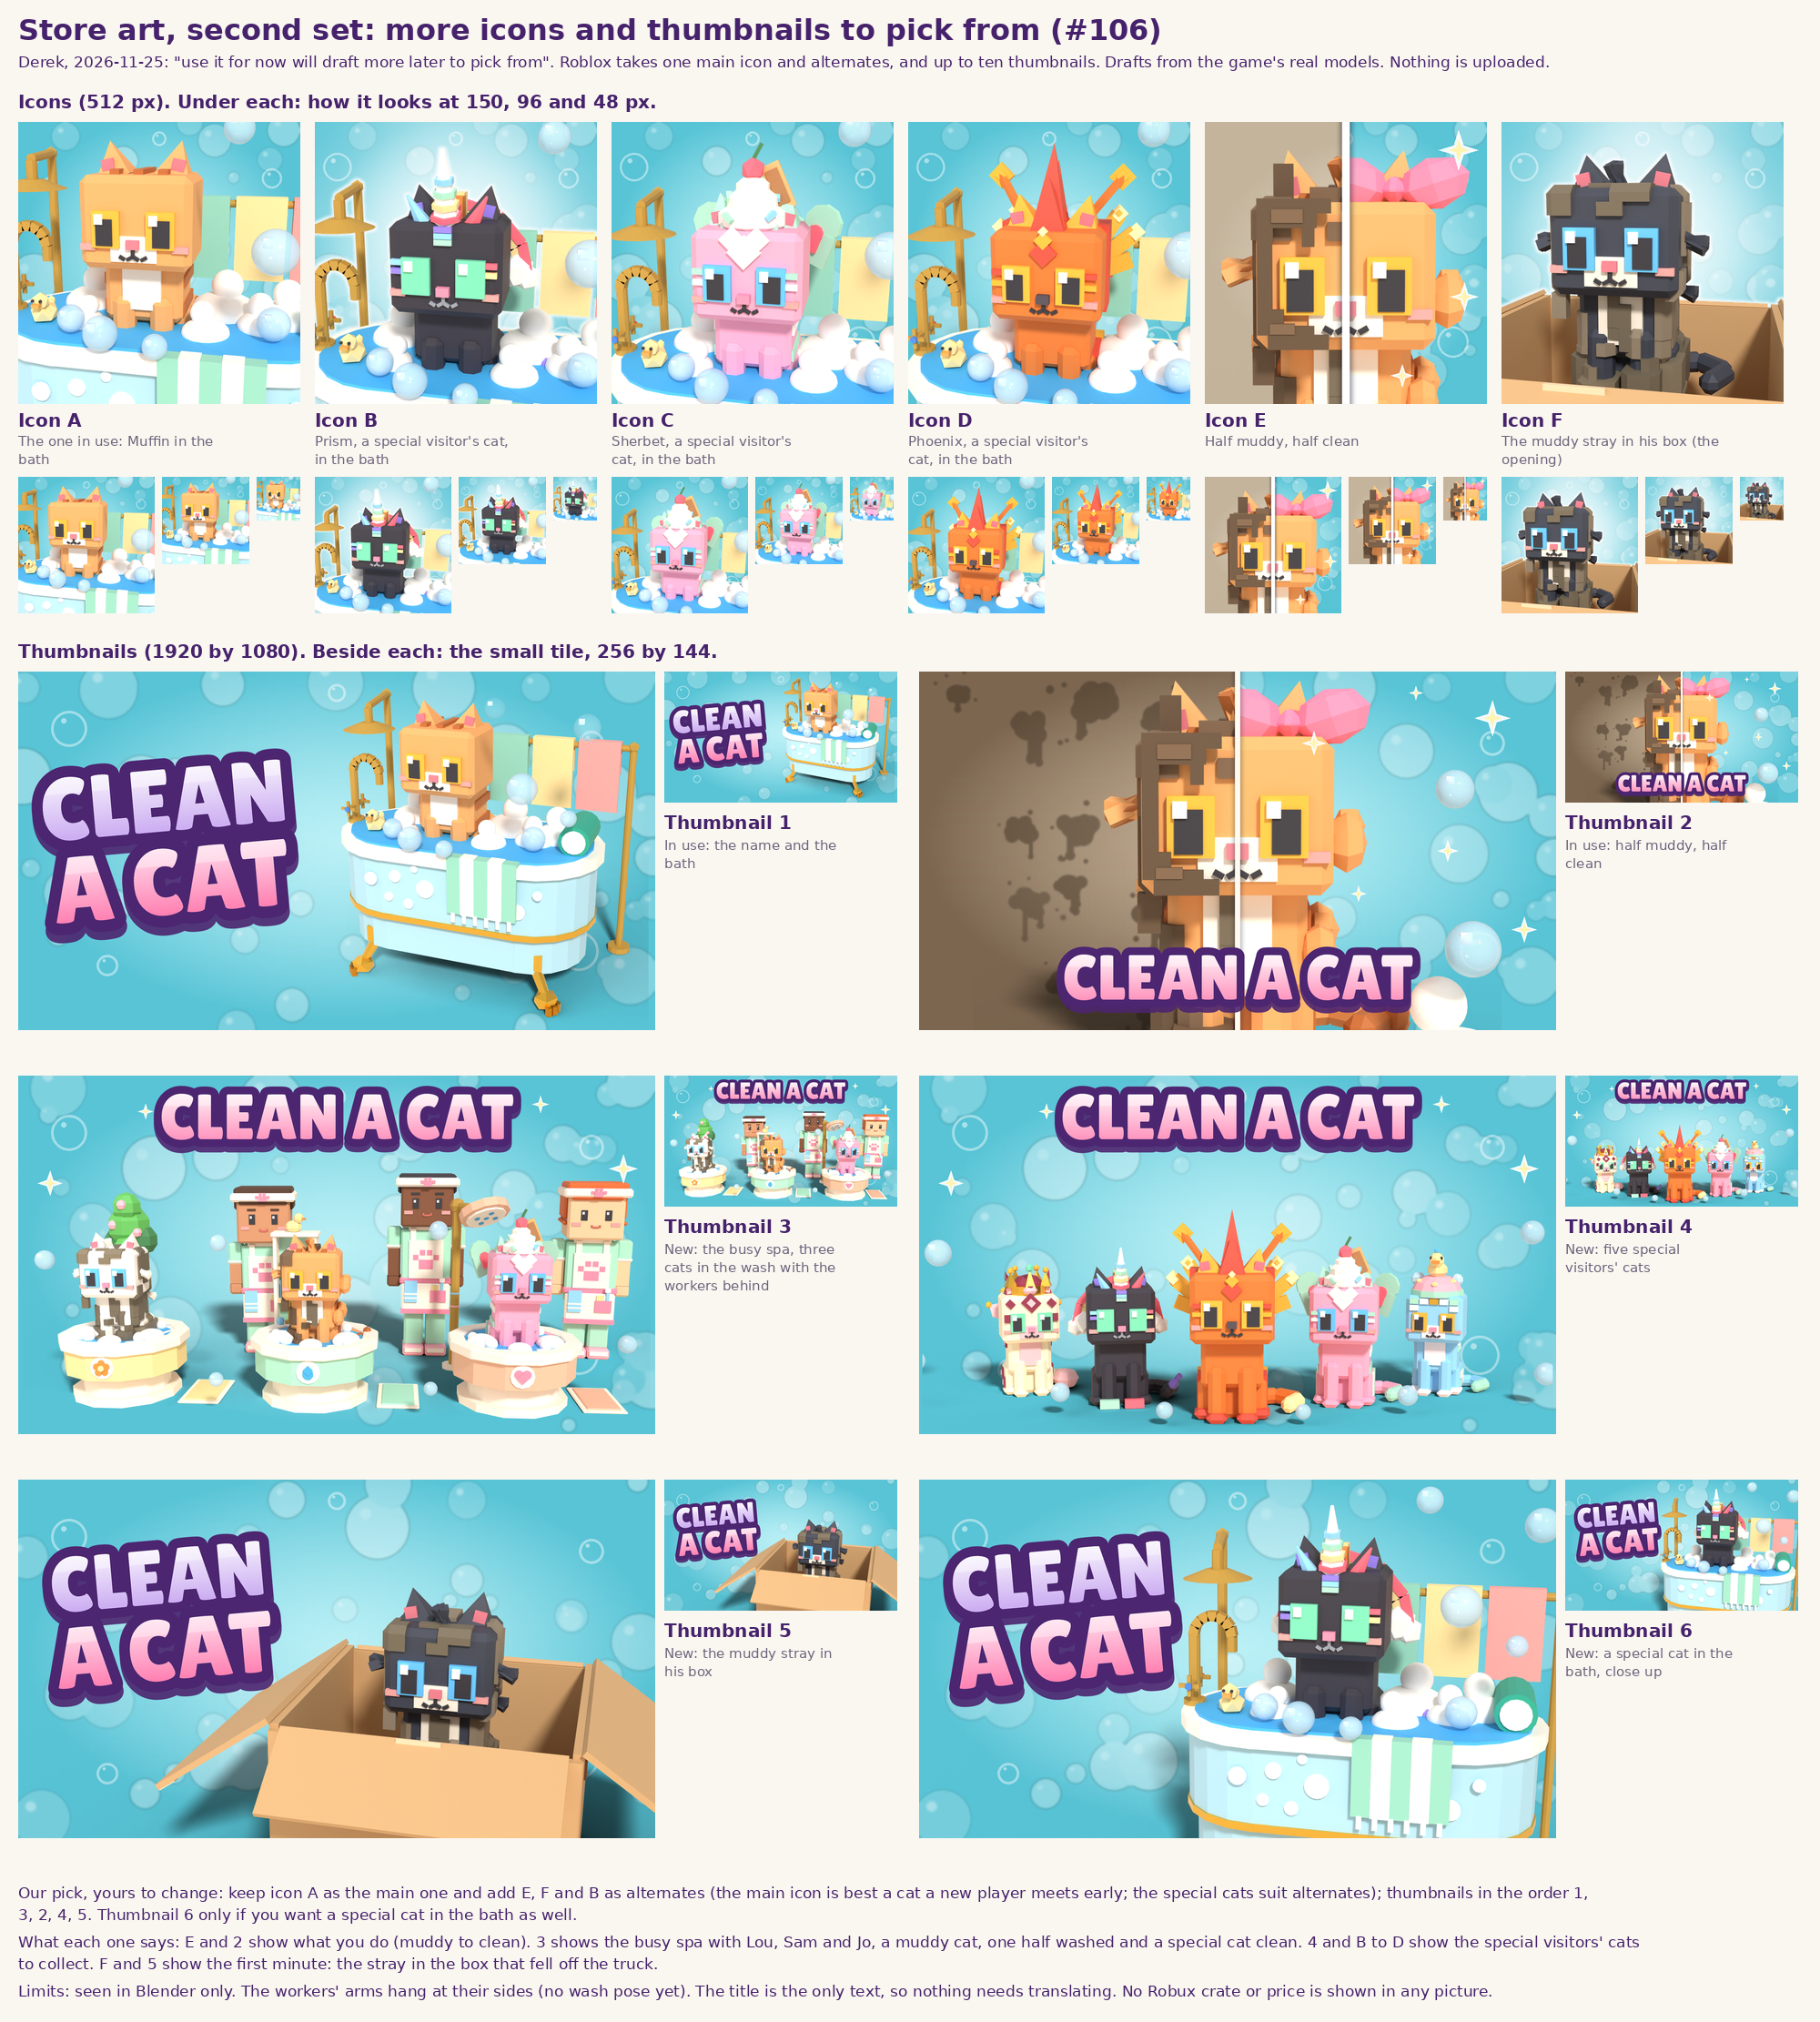 Store art, second set: more icons and thumbnails to pick from (#106)
Derek, 2026-11-25: "use it for now will draft more later to pick from". Roblox takes one main icon and alternates, and up to ten thumbnails. Drafts from the game's real models. Nothing is uploaded.
Icons (512 px). Under each: how it looks at 150, 96 and 48 px.
Icon A
The one in use: Muffin in the
bath
Icon B
Prism, a special visitor's cat,
in the bath
Icon C
Sherbet, a special visitor's
cat, in the bath
Icon D
Phoenix, a special visitor's
cat, in the bath
Icon E
Half muddy, half clean
Icon F
The muddy stray in his box (the
opening)
Thumbnails (1920 by 1080). Beside each: the small tile, 256 by 144.
CLEAN
A CAT
CLEAN
A CAT
Thumbnail 1
In use: the name and the
bath
CLEAN A CAT
CLEAN A CAT
Thumbnail 2
In use: half muddy, half
clean
CLEAN A CAT
CLEAN A CAT
Thumbnail 3
New: the busy spa, three
cats in the wash with the
workers behind
CLEAN A CAT
CLEAN A CAT
Thumbnail 4
New: five special
visitors' cats
CLEAN
A CAT
CLEAN
A CAT
Thumbnail 5
New: the muddy stray in
his box
CLEAN
A CAT
CLEAN
A CAT
Thumbnail 6
New: a special cat in the
bath, close up
Our pick, yours to change: keep icon A as the main one and add E, F and B as alternates (the main icon is best a cat a new player meets early; the special cats suit alternates); thumbnails in the order 1,
3, 2, 4, 5. Thumbnail 6 only if you want a special cat in the bath as well.
What each one says: E and 2 show what you do (muddy to clean). 3 shows the busy spa with Lou, Sam and Jo, a muddy cat, one half washed and a special cat clean. 4 and B to D show the special visitors' cats
to collect. F and 5 show the first minute: the stray in the box that fell off the truck.
Limits: seen in Blender only. The workers' arms hang at their sides (no wash pose yet). The title is the only text, so nothing needs translating. No Robux crate or price is shown in any picture.